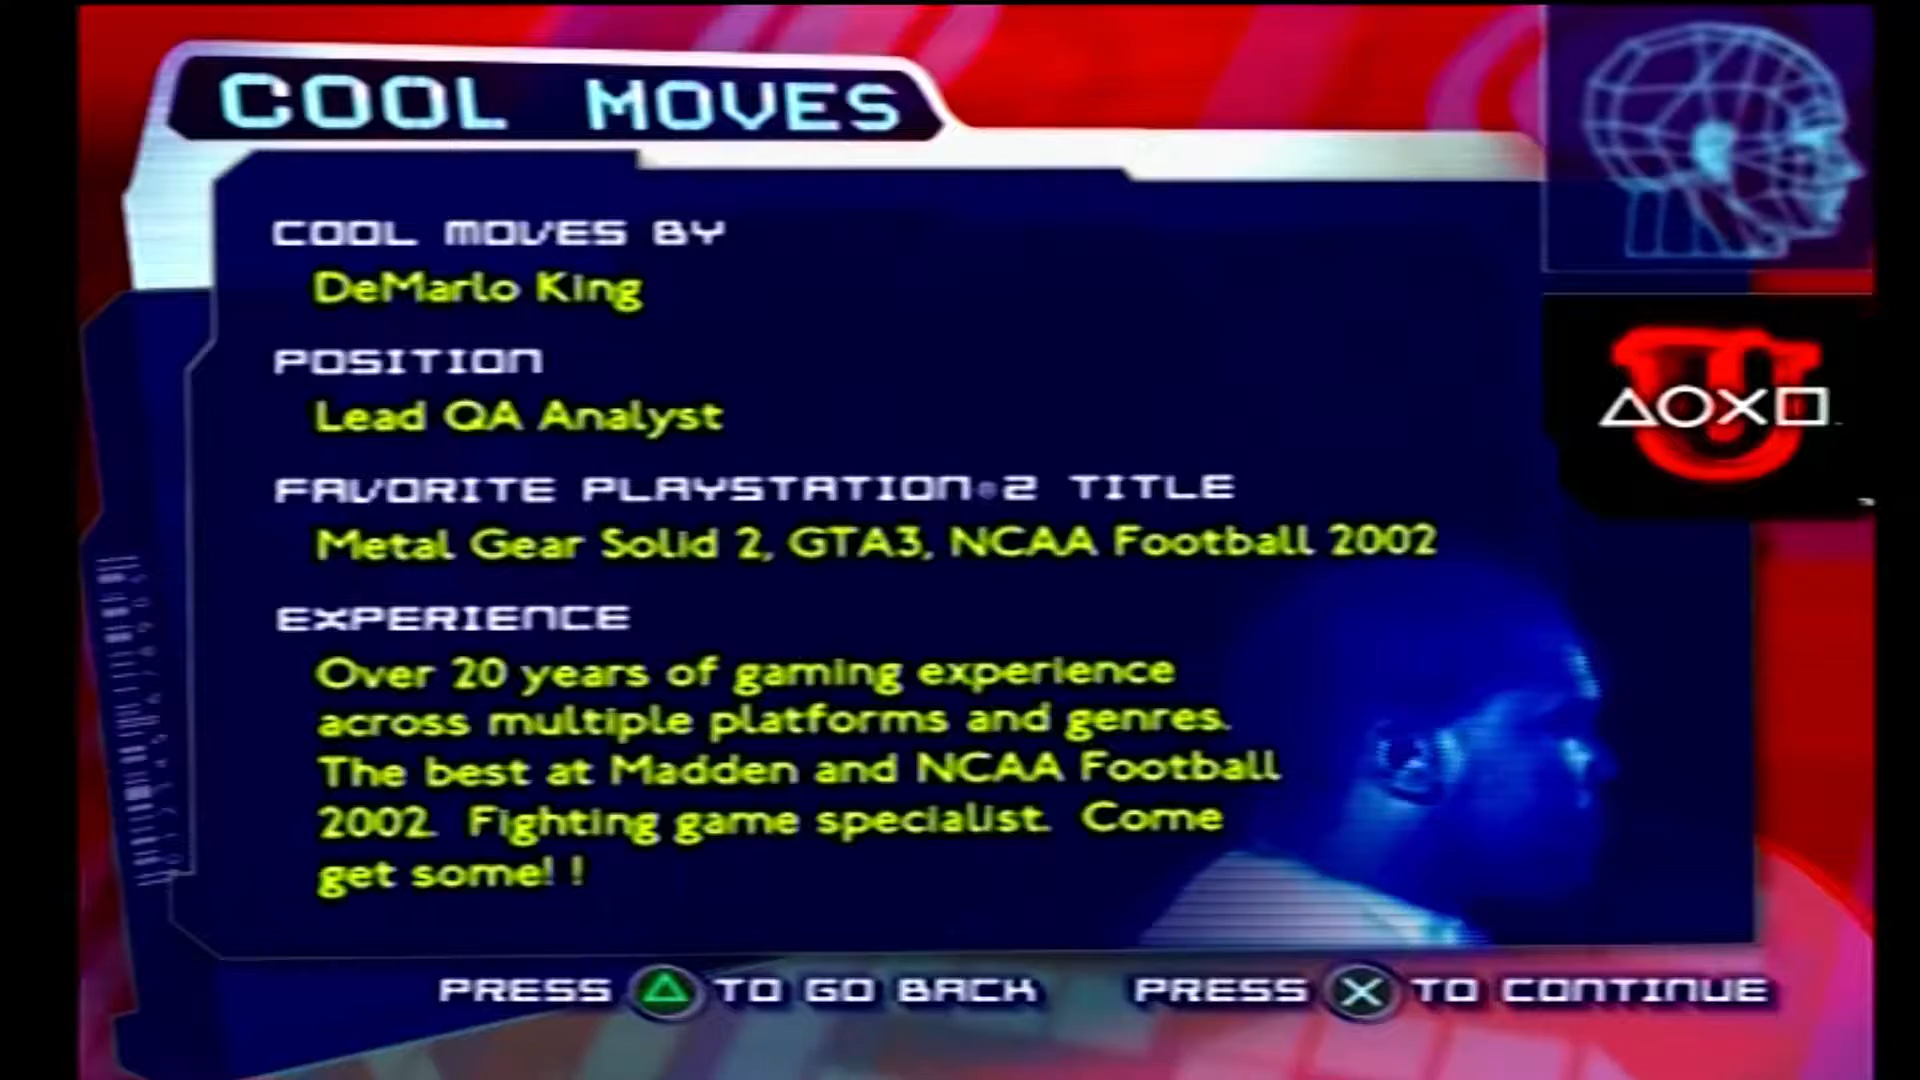 COOL MOVES
COOL MOVES BY
DeMarlo King
POSITION
Lead QA Analyst
FAVORITE PLAYSTATION®2 TITLE
Metal Gear Solid 2, GTA3, NCAA Football 2002
EXPERIENCE
Over 20 years of gaming experience
across multiple platforms and genres.
The best at Madden and NCAA Football
2002. Fighting game specialist. Come
get some! !
U
PRESS △ TO GO BACK PRESS X TO CONTINUE